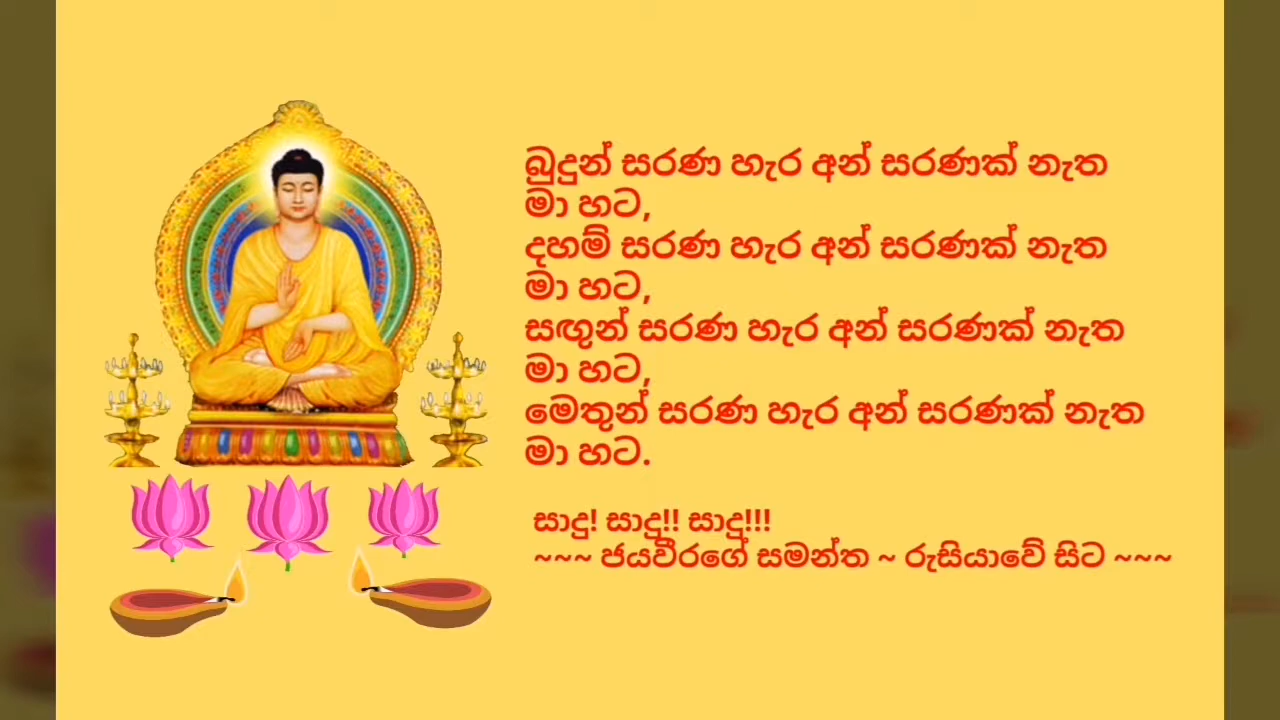 බුදුන් සරණ හැර අන් සරණක් නැත
මා හට,
දහම් සරණ හැර අන් සරණක් නැත
මා හට,
සඟුන් සරණ හැර අන් සරණක් නැත
මා හට,
මෙතුන් සරණ හැර අන් සරණක් නැත
මා හට.
සාදු! සාදු!! සාදු!!!
~~~ ජයවීරගේ සමන්ත ~ රුසියාවේ සිට ~~~